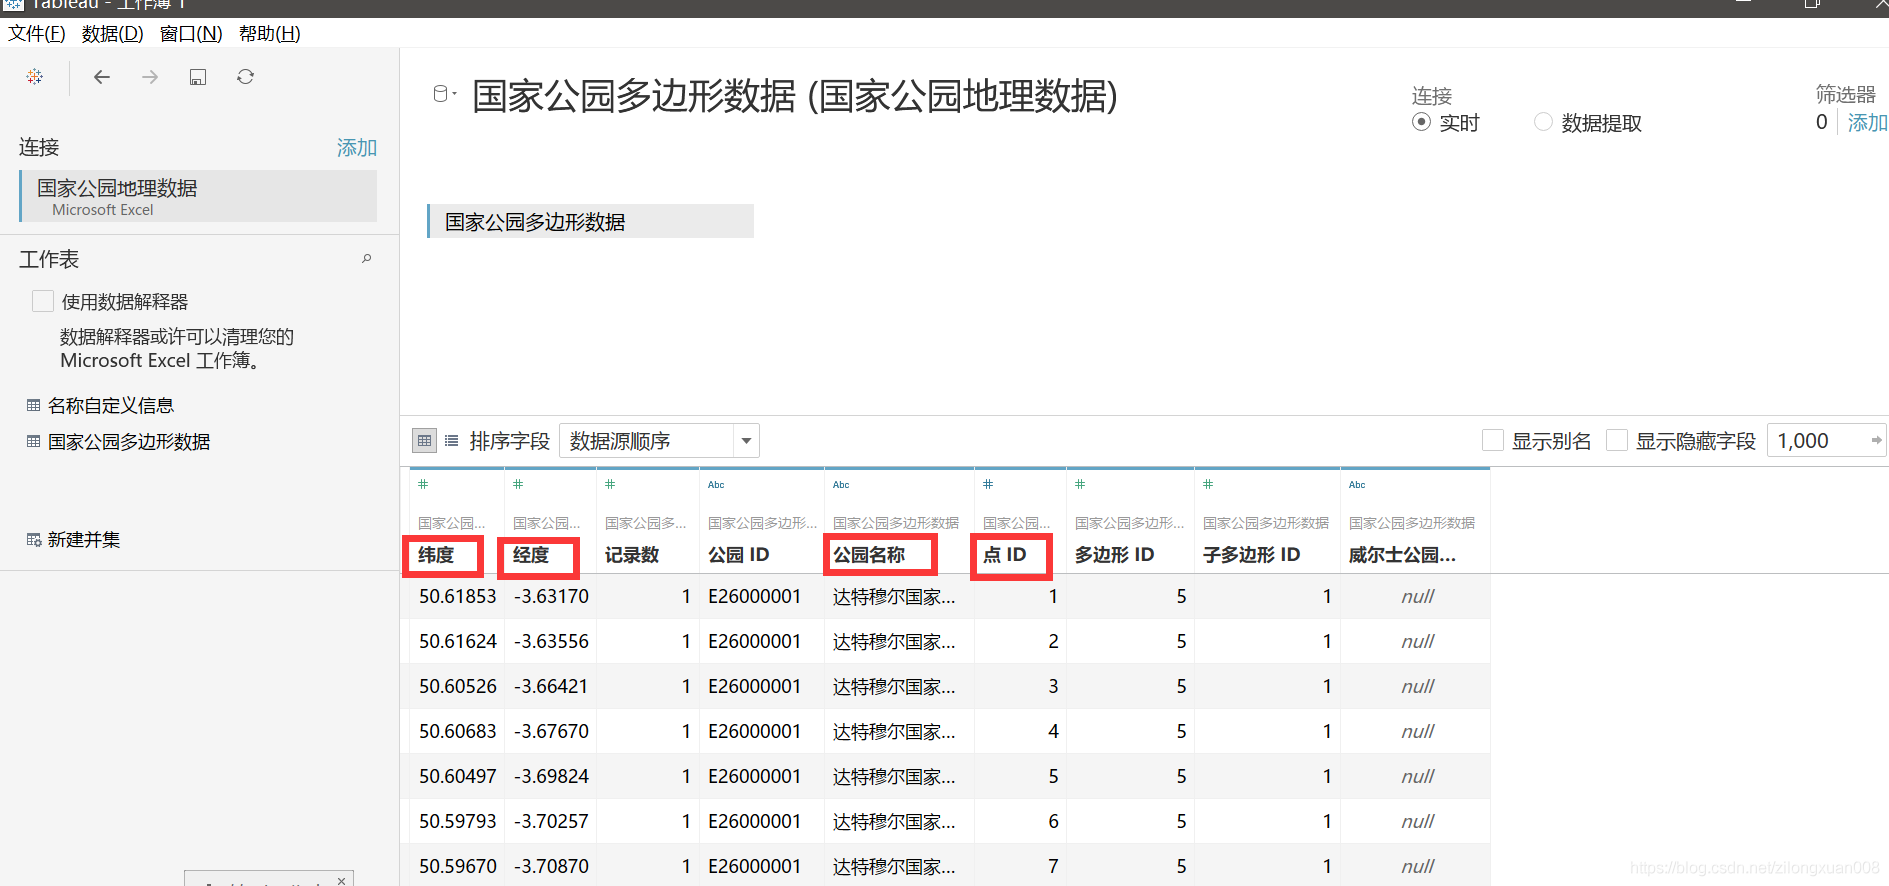 Tableau - 工作簿 1
文件(F) 数据(D) 窗口(N) 帮助(H)
连接 添加
国家公园地理数据
Microsoft Excel
工作表
使用数据解释器
数据解释器或许可以清理您的
Microsoft Excel 工作簿。
名称自定义信息
国家公园多边形数据
新建并集
国家公园多边形数据 (国家公园地理数据)
连接
实时 数据提取
筛选器
0 添加
国家公园多边形数据
排序字段 数据源顺序 显示别名 显示隐藏字段 1,000
# # # Abc Abc # # # Abc
国家公园... 国家公园... 国家公园多... 国家公园多边形... 国家公园多边形数据 国家公园... 国家公园多边形... 国家公园多边形数据 国家公园多边形数据
纬度 经度 记录数 公园 ID 公园名称 点 ID 多边形 ID 子多边形 ID 威尔士公园...
50.61853 -3.63170 1 E26000001 达特穆尔国家... 1 5 1 null
50.61624 -3.63556 1 E26000001 达特穆尔国家... 2 5 1 null
50.60526 -3.66421 1 E26000001 达特穆尔国家... 3 5 1 null
50.60683 -3.67670 1 E26000001 达特穆尔国家... 4 5 1 null
50.60497 -3.69824 1 E26000001 达特穆尔国家... 5 5 1 null
50.59793 -3.70257 1 E26000001 达特穆尔国家... 6 5 1 null
50.59670 -3.70870 1 E26000001 达特穆尔国家... 7 5 1 null
https://blog.csdn.net/zilongxuan008